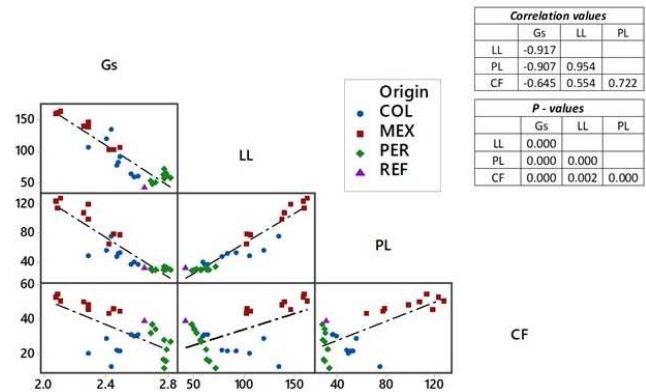 Correlation values
Gs LL PL
LL -0.917
PL -0.907 0.954
CF -0.645 0.554 0.722
P - values
Gs LL PL
LL 0.000
PL 0.000 0.000
CF 0.000 0.002 0.000
Gs
Origin
COL
MEX
PER
REF
150
100
50
LL
120
80
40
PL
60
40
20
CF
2.0 2.4 2.8 50 100 150 40 80 120